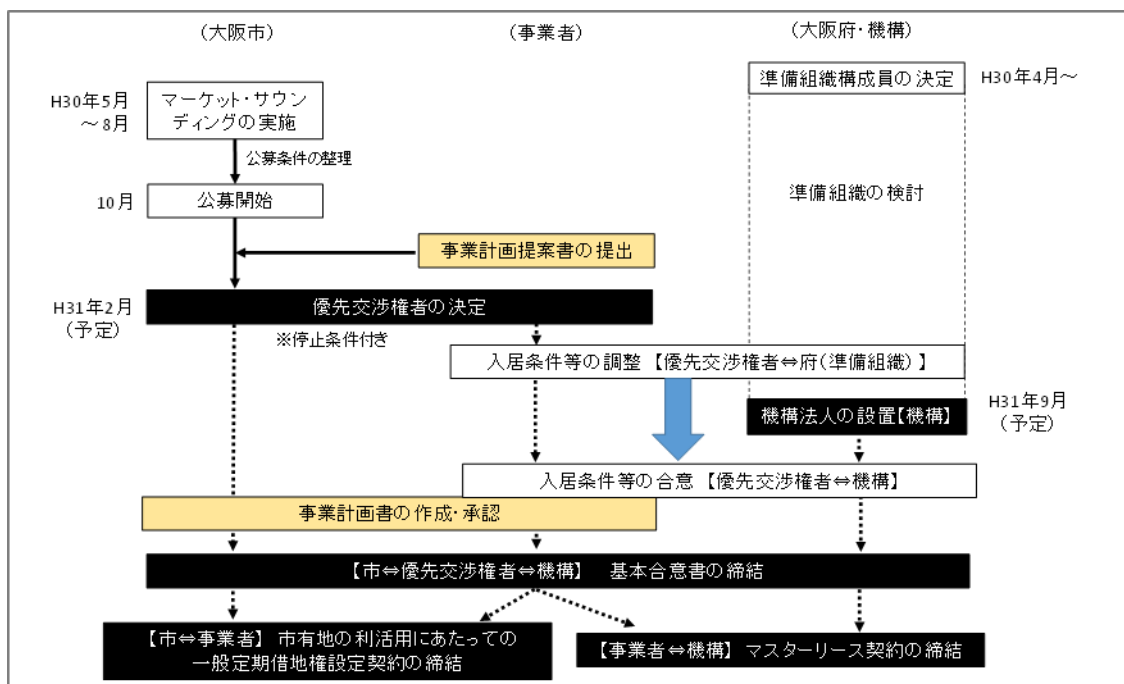 (大阪市)
(事業者)
(大阪府・機構)
準備組織構成員の決定
H30年4月～
H30年5月
～8月
マーケット・サウン
ディングの実施
公募条件の整理
10月
公募開始
準備組織の検討
事業計画提案書の提出
H31年2月
(予定)
優先交渉権者の決定
※停止条件付き
入居条件等の調整 【優先交渉権者⇔府(準備組織)】
機構法人の設置【機構】
H31年9月
(予定)
入居条件等の合意 【優先交渉権者⇔機構】
事業計画書の作成・承認
【市⇔優先交渉権者⇔機構】 基本合意書の締結
【市⇔事業者】 市有地の利活用にあたっての
一般定期借地権設定契約の締結
【事業者⇔機構】 マスターリース契約の締結